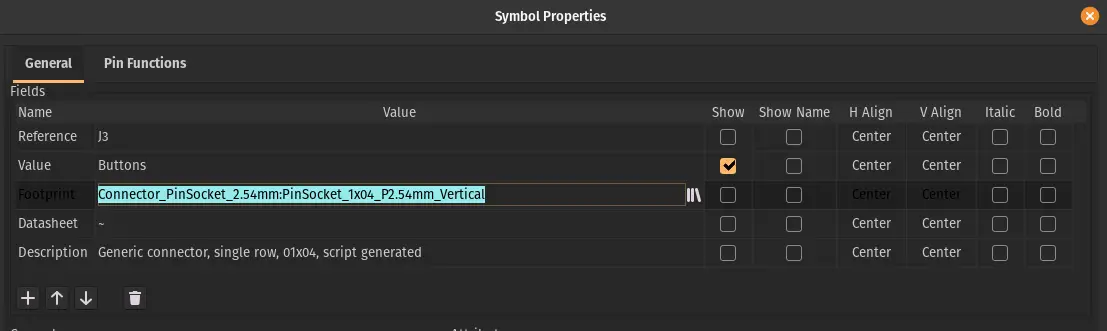 Symbol Properties
General Pin Functions
Fields
Name Value Show Show Name H Align V Align Italic Bold
Reference J3 Center Center
Value Buttons Center Center
Footprint Connector_PinSocket_2.54mm:PinSocket_1x04_P2.54mm_Vertical Center Center
Datasheet ~ Center Center
Description Generic connector, single row, 01x04, script generated Center Center